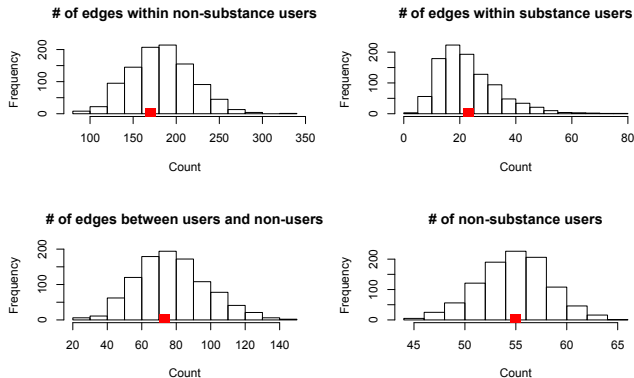 # of edges within non-substance users
Frequency
0 100 200
100 150 200 250 300 350
Count
# of edges within substance users
Frequency
0 100 200
0 20 40 60 80
Count
# of edges between users and non-users
Frequency
0 100 200
20 40 60 80 100 120 140
Count
# of non-substance users
Frequency
0 100 200
45 50 55 60 65
Count